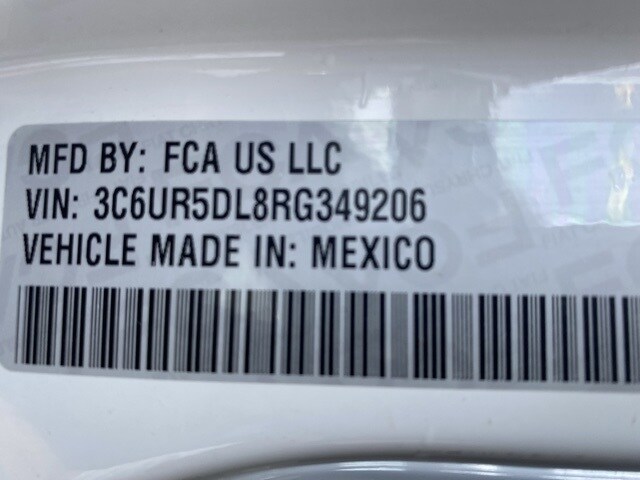 MFD BY: FCA US LLC
VIN: 3C6UR5DL8RG349206
VEHICLE MADE IN: MEXICO